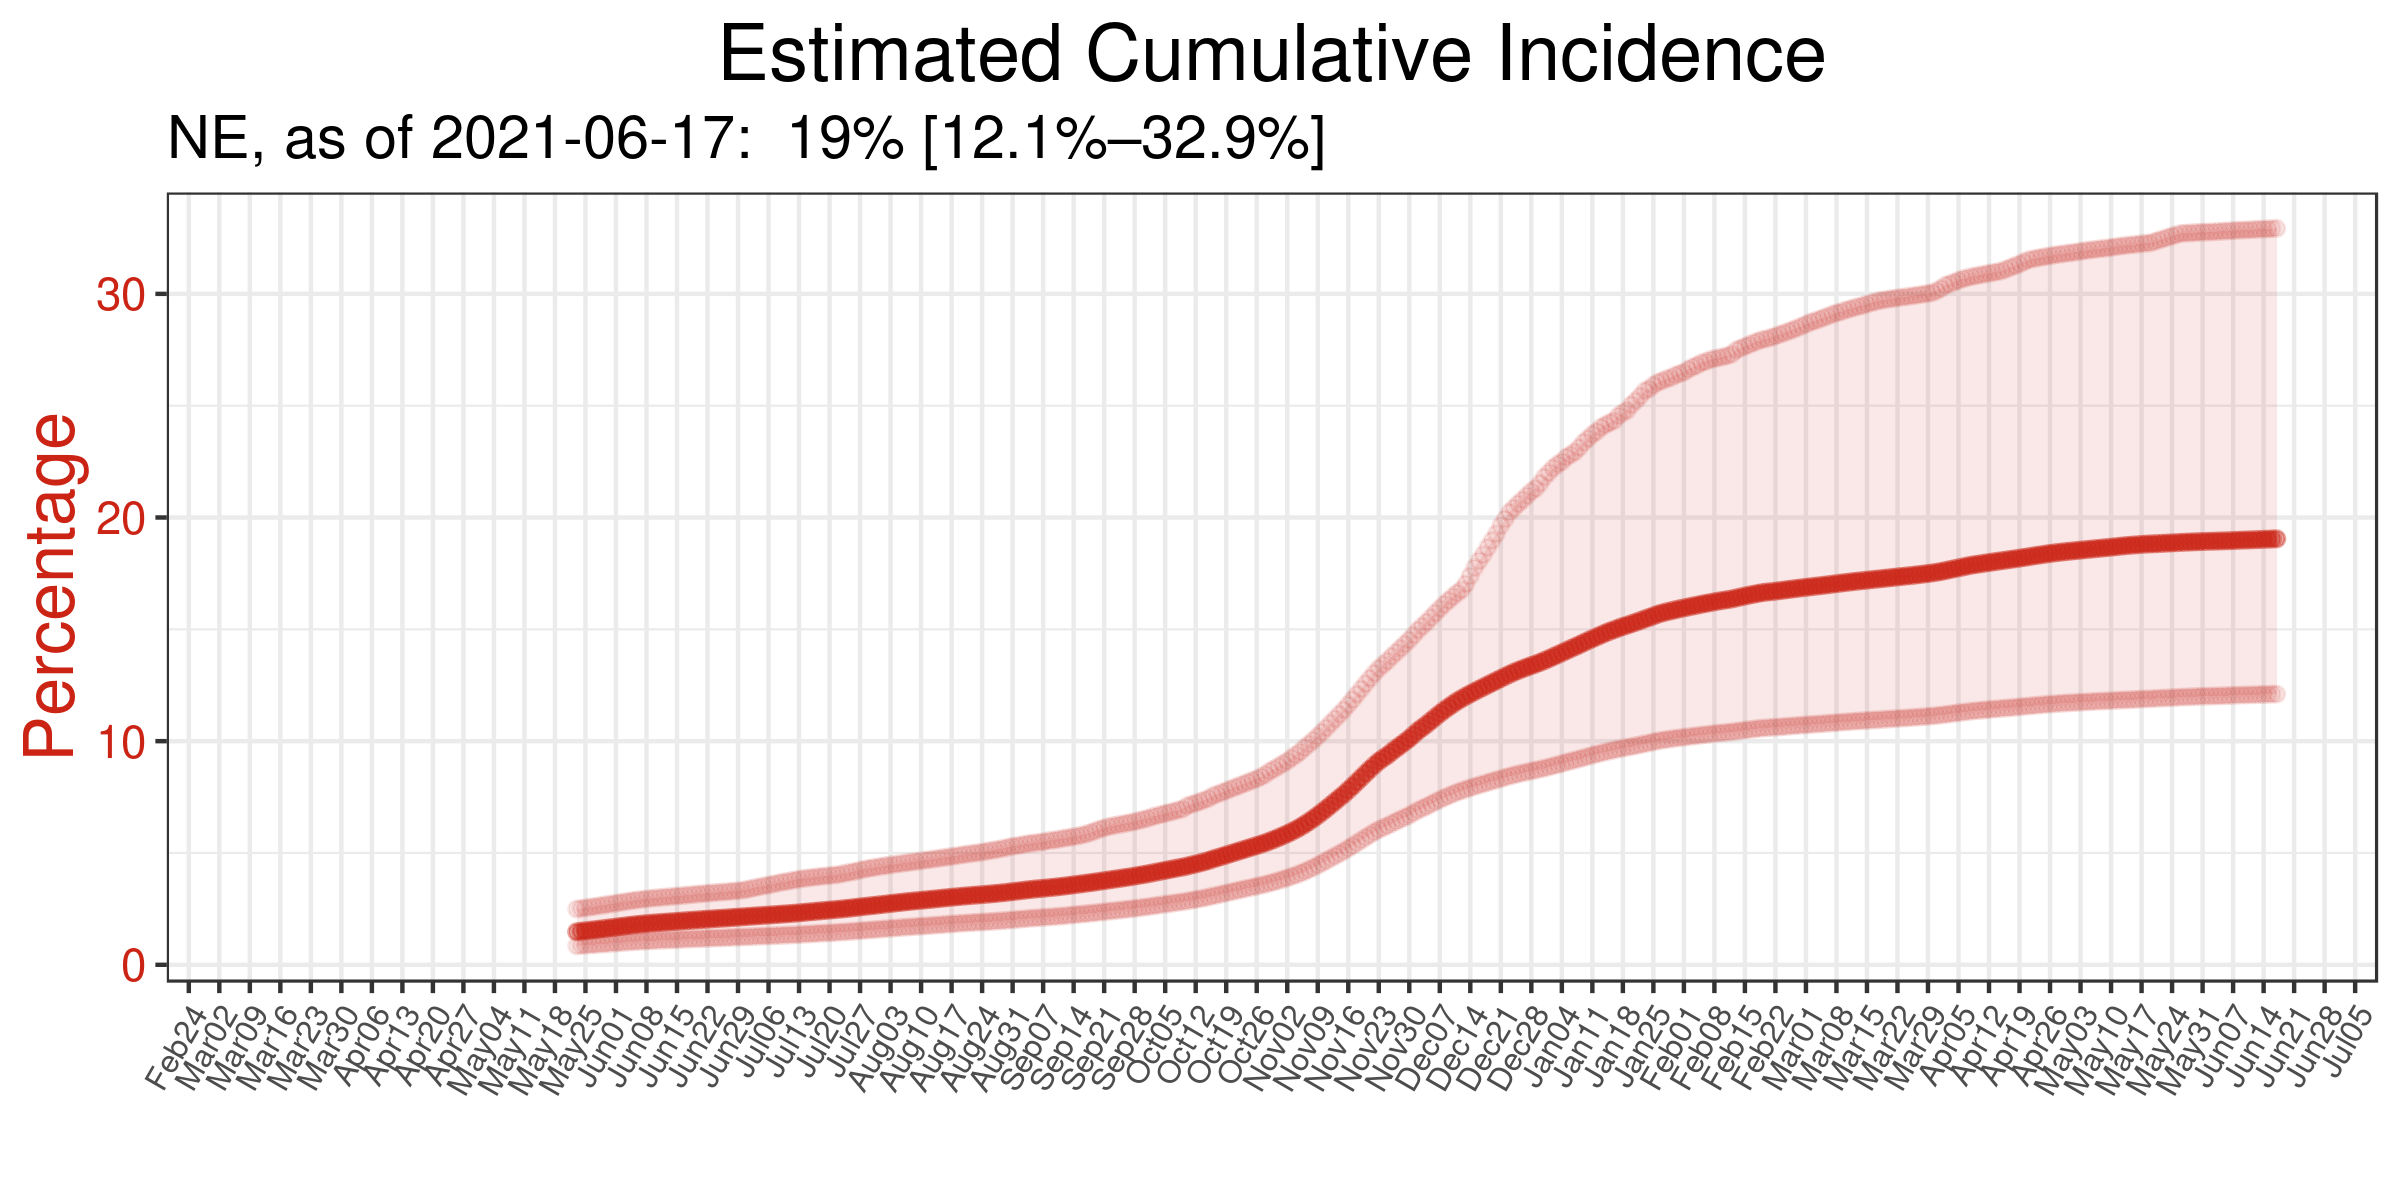 Estimated Cumulative Incidence
NE, as of 2021-06-17:  19% [12.1%–32.9%]
Percentage
30
20
10
0
Feb24
Mar02
Mar09
Mar16
Mar23
Mar30
Apr06
Apr13
Apr20
Apr27
May04
May11
May18
May25
Jun01
Jun08
Jun15
Jun22
Jun29
Jul06
Jul13
Jul20
Jul27
Aug03
Aug10
Aug17
Aug24
Aug31
Sep07
Sep14
Sep21
Sep28
Oct05
Oct12
Oct19
Oct26
Nov02
Nov09
Nov16
Nov23
Nov30
Dec07
Dec14
Dec21
Dec28
Jan04
Jan11
Jan18
Jan25
Feb01
Feb08
Feb15
Feb22
Mar01
Mar08
Mar15
Mar22
Mar29
Apr05
Apr12
Apr19
Apr26
May03
May10
May17
May24
May31
Jun07
Jun14
Jun21
Jun28
Jul05